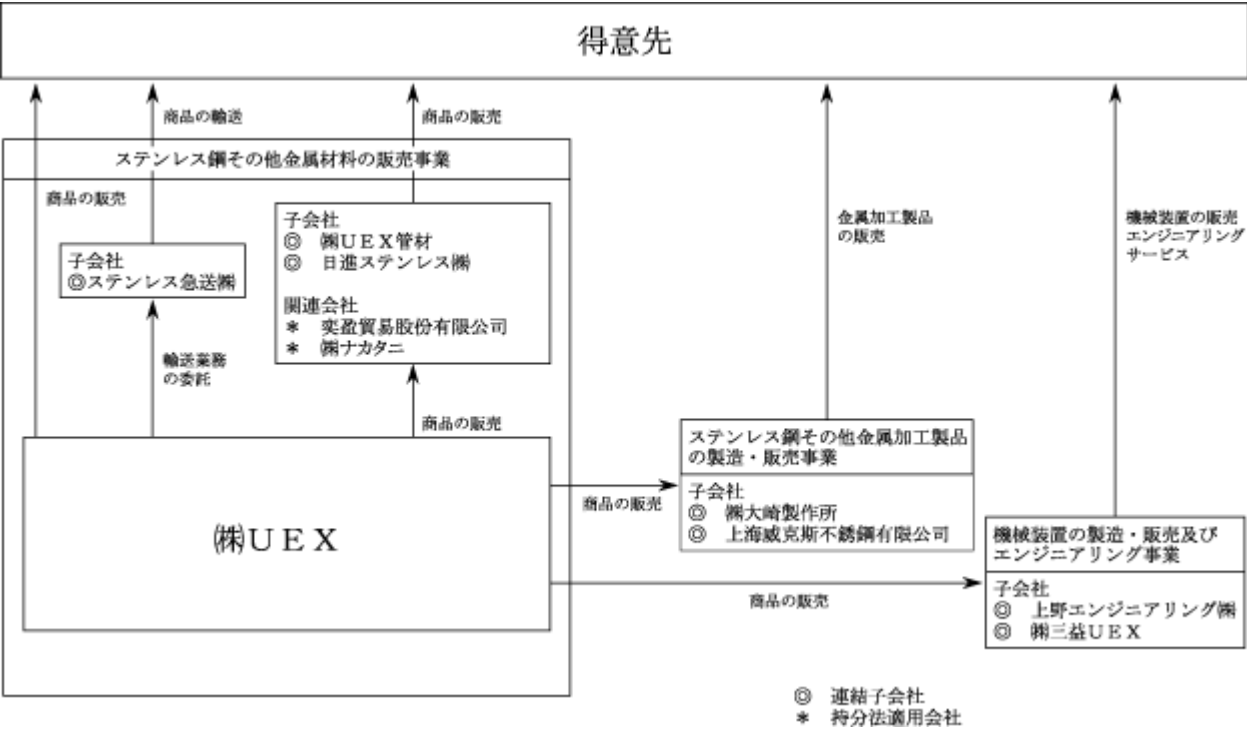 得意先
商品の輸送
商品の販売
ステンレス鋼その他金属材料の販売事業
商品の販売
子会社
◎ ㈱UEX管材
◎ 日進ステンレス㈱
関連会社
* 奕盈貿易股份有限公司
* ㈱ナカタニ
子会社
◎ステンレス急送㈱
輸送業務
の委託
商品の販売
㈱UEX
商品の販売
商品の販売
金属加工製品
の販売
ステンレス鋼その他金属加工製品
の製造・販売事業
子会社
◎ ㈱大崎製作所
◎ 上海威克斯不銹鋼有限公司
機械装置の販売
エンジニアリング
サービス
機械装置の製造・販売及び
エンジニアリング事業
子会社
◎ 上野エンジニアリング㈱
◎ ㈱三益UEX
◎ 連結子会社
* 持分法適用会社